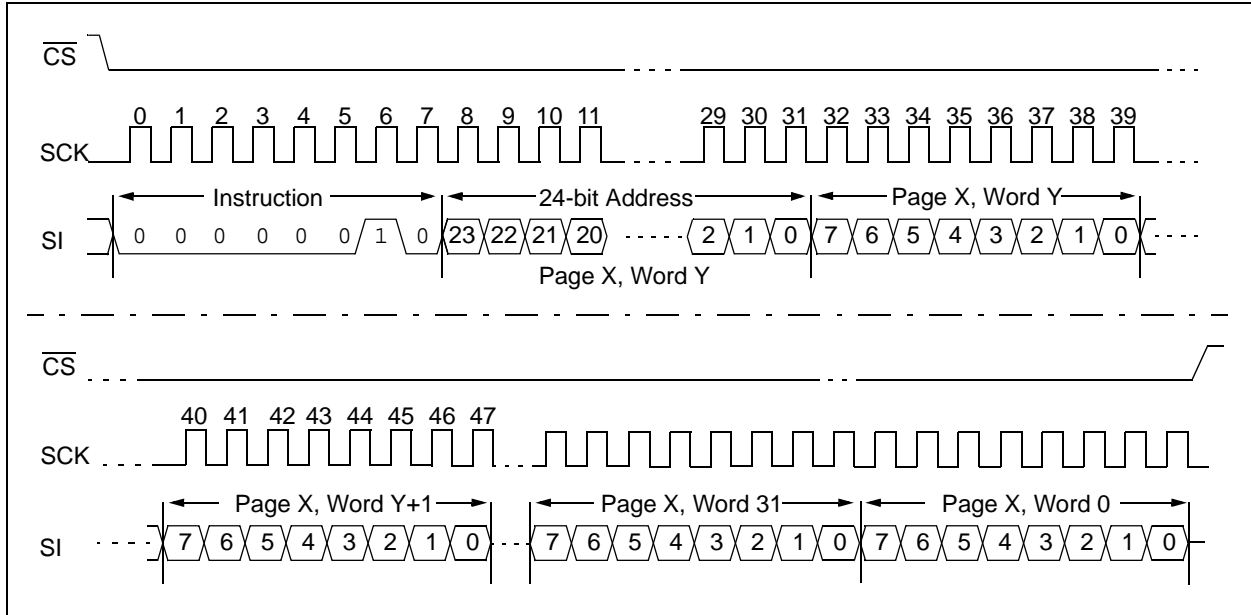 CS
0 1 2 3 4 5 6 7 8 9 10 11 29 30 31 32 33 34 35 36 37 38 39
SCK
Instruction 24-bit Address Page X, Word Y
SI 0 0 0 0 0 0 1 0 23 22 21 20 2 1 0 7 6 5 4 3 2 1 0
Page X, Word Y
CS
40 41 42 43 44 45 46 47
SCK
Page X, Word Y+1 Page X, Word 31 Page X, Word 0
SI 7 6 5 4 3 2 1 0 7 6 5 4 3 2 1 0 7 6 5 4 3 2 1 0